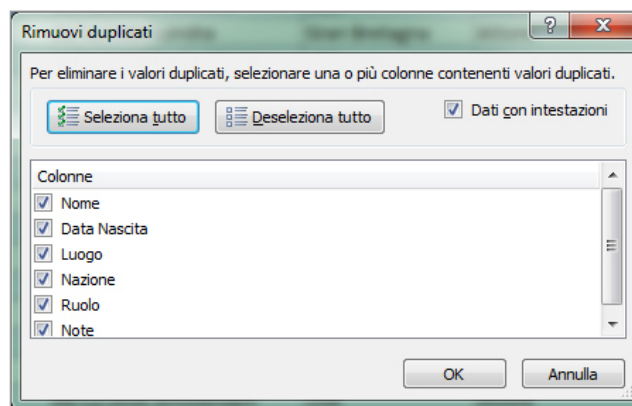 Rimuovi duplicati
Per eliminare i valori duplicati, selezionare una o più colonne contenenti valori duplicati.
Seleziona tutto
Deseleziona tutto
Dati con intestazioni
Colonne
Nome
Data Nascita
Luogo
Nazione
Ruolo
Note
OK
Annulla